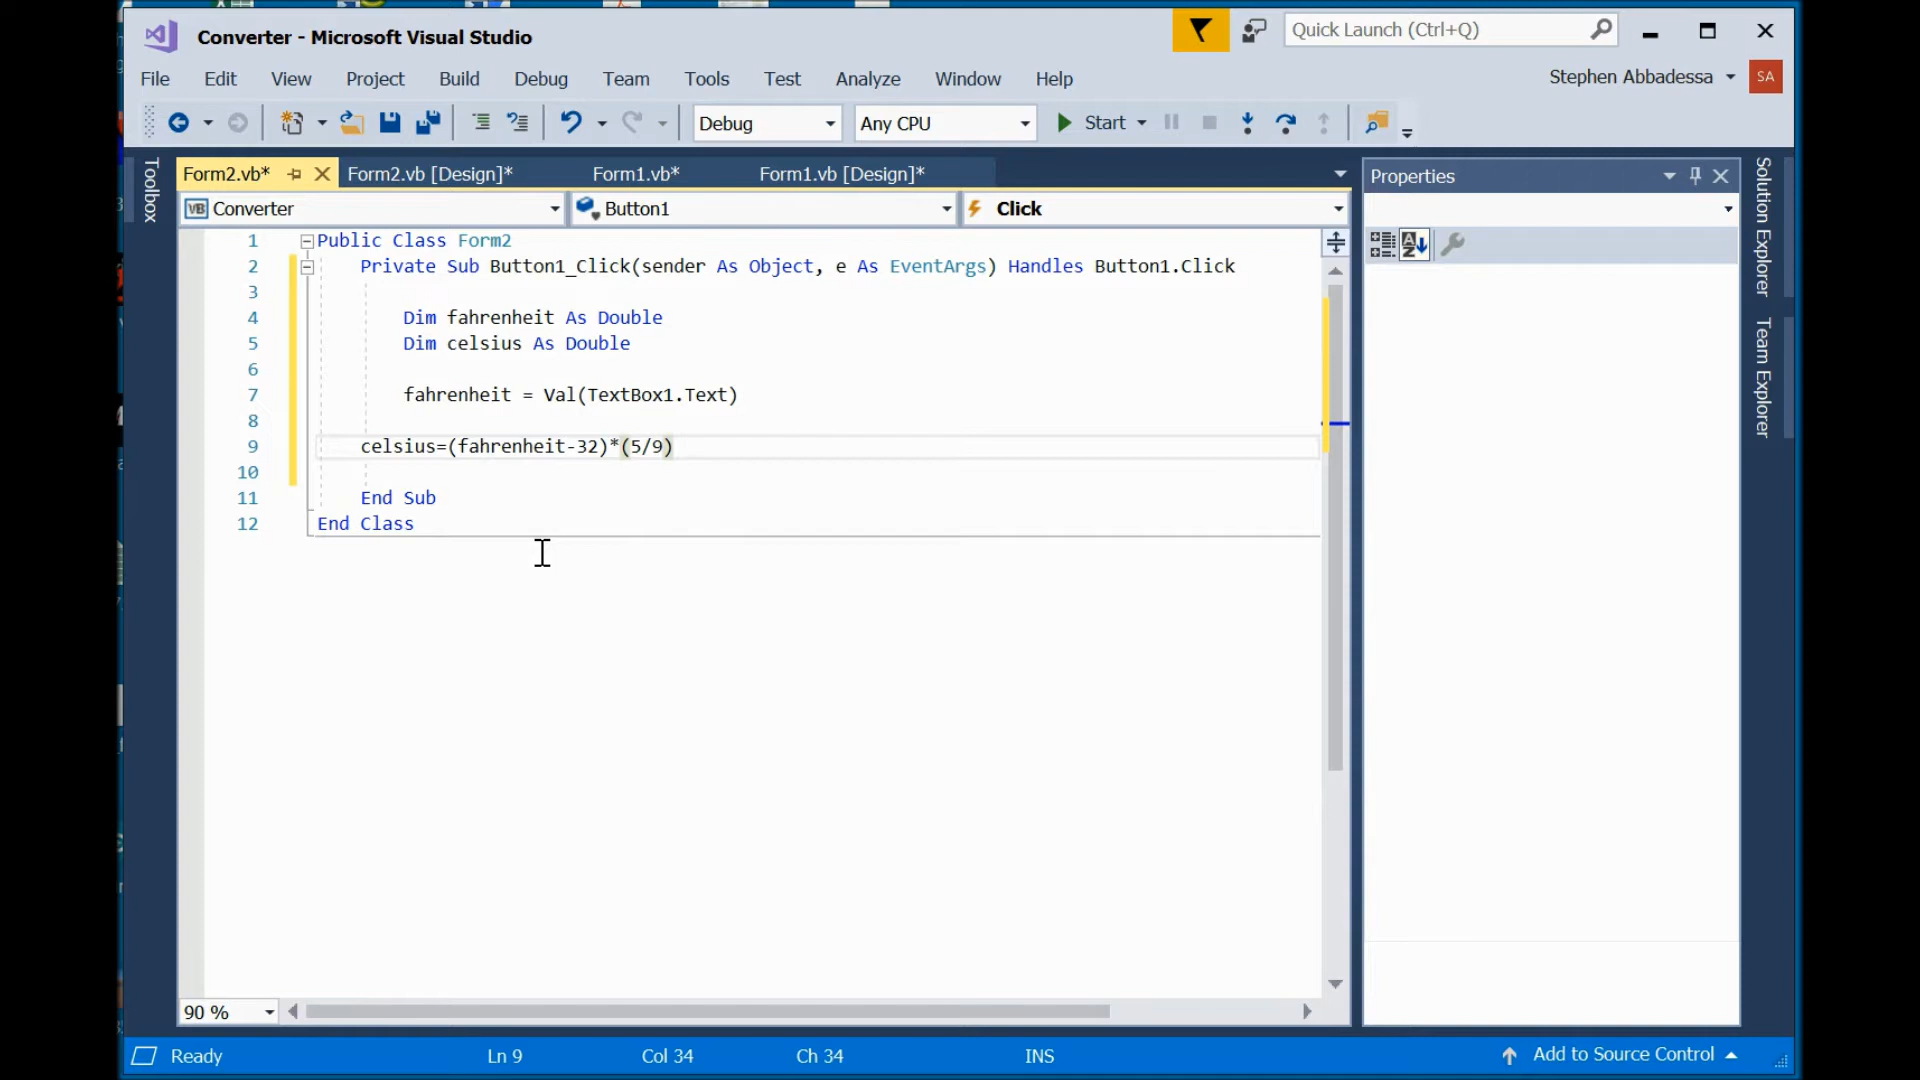 Converter - Microsoft Visual Studio
Quick Launch (Ctrl+Q)
File Edit View Project Build Debug Team Tools Test Analyze Window Help
Stephen Abbadessa
SA
Debug
Any CPU
Start
Toolbox
Form2.vb*
Form2.vb [Design]*
Form1.vb*
Form1.vb [Design]*
VB Converter
Button1
Click
Properties
Solution Explorer
Team Explorer
1 Public Class Form2
2 Private Sub Button1_Click(sender As Object, e As EventArgs) Handles Button1.Click
3
4 Dim fahrenheit As Double
5 Dim celsius As Double
6
7 fahrenheit = Val(TextBox1.Text)
8
9 celsius=(fahrenheit-32)*(5/9)
10
11 End Sub
12 End Class
90 %
Ready
Ln 9
Col 34
Ch 34
INS
Add to Source Control